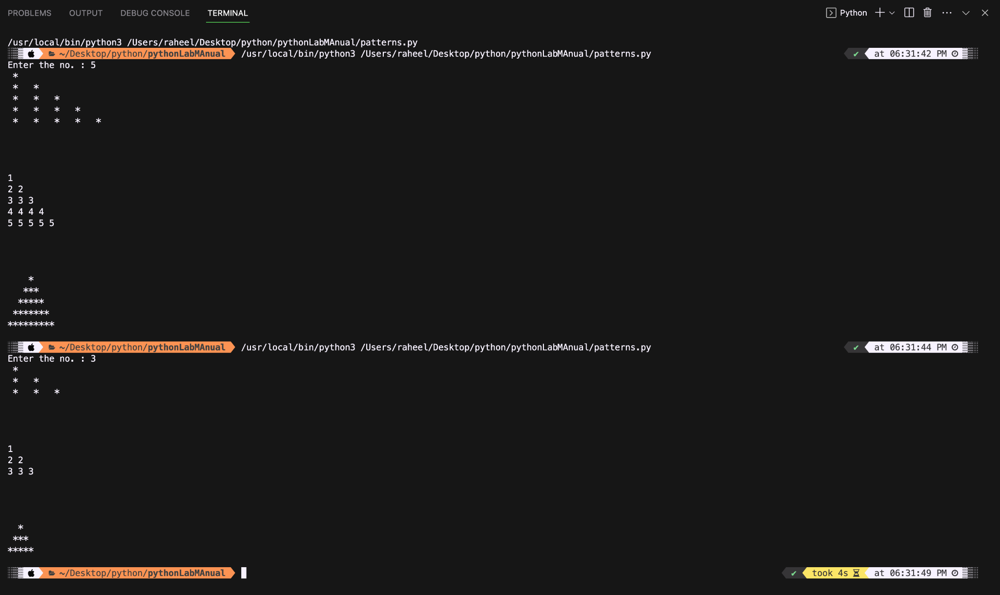 PROBLEMS OUTPUT DEBUG CONSOLE TERMINAL Python
/usr/local/bin/python3 /Users/raheel/Desktop/python/pythonLabMAnual/patterns.py
~/Desktop/python/pythonLabMAnual /usr/local/bin/python3 /Users/raheel/Desktop/python/pythonLabMAnual/patterns.py ✔ at 06:31:42 PM
Enter the no. : 5
 *
 *   *
 *   *   *
 *   *   *   *
 *   *   *   *   *
1
2 2
3 3 3
4 4 4 4
5 5 5 5 5
    *
   ***
  *****
 *******
*********
~/Desktop/python/pythonLabMAnual /usr/local/bin/python3 /Users/raheel/Desktop/python/pythonLabMAnual/patterns.py ✔ at 06:31:44 PM
Enter the no. : 3
 *
 *   *
 *   *   *
1
2 2
3 3 3
  *
 ***
*****
~/Desktop/python/pythonLabMAnual ✔ took 4s at 06:31:49 PM